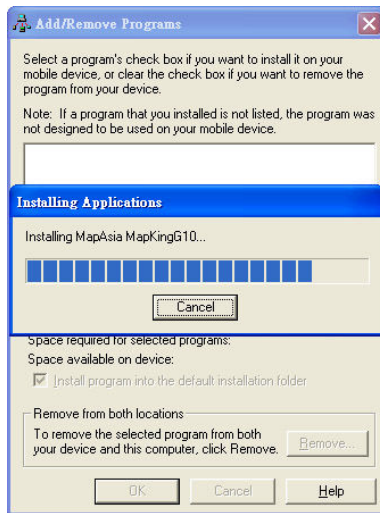 Add/Remove Programs
Select a program's check box if you want to install it on your
mobile device, or clear the check box if you want to remove the
program from your device.
Note: If a program that you installed is not listed, the program was
not designed to be used on your mobile device.
Installing Applications
Installing MapAsia MapKingG10...
Cancel
Space required for selected programs:
Space available on device:
Install program into the default installation folder
Remove from both locations
To remove the selected program from both
your device and this computer, click Remove.
Remove...
OK
Cancel
Help